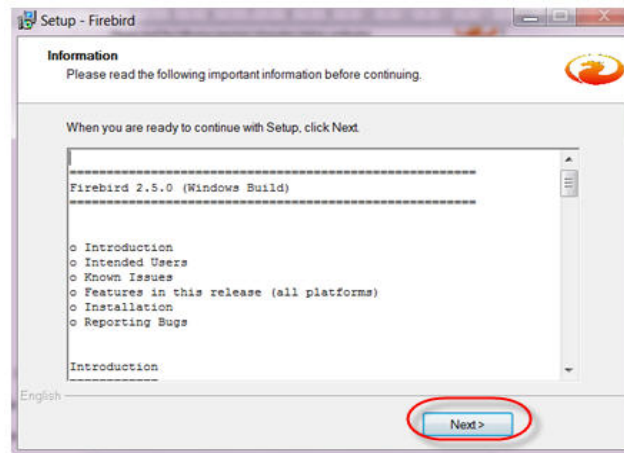 Setup - Firebird
Information
Please read the following important information before continuing.
When you are ready to continue with Setup, click Next.
==========================================================
Firebird 2.5.0 (Windows Build)
==========================================================
o Introduction
o Intended Users
o Known Issues
o Features in this release (all platforms)
o Installation
o Reporting Bugs
Introduction
============
English
Next >